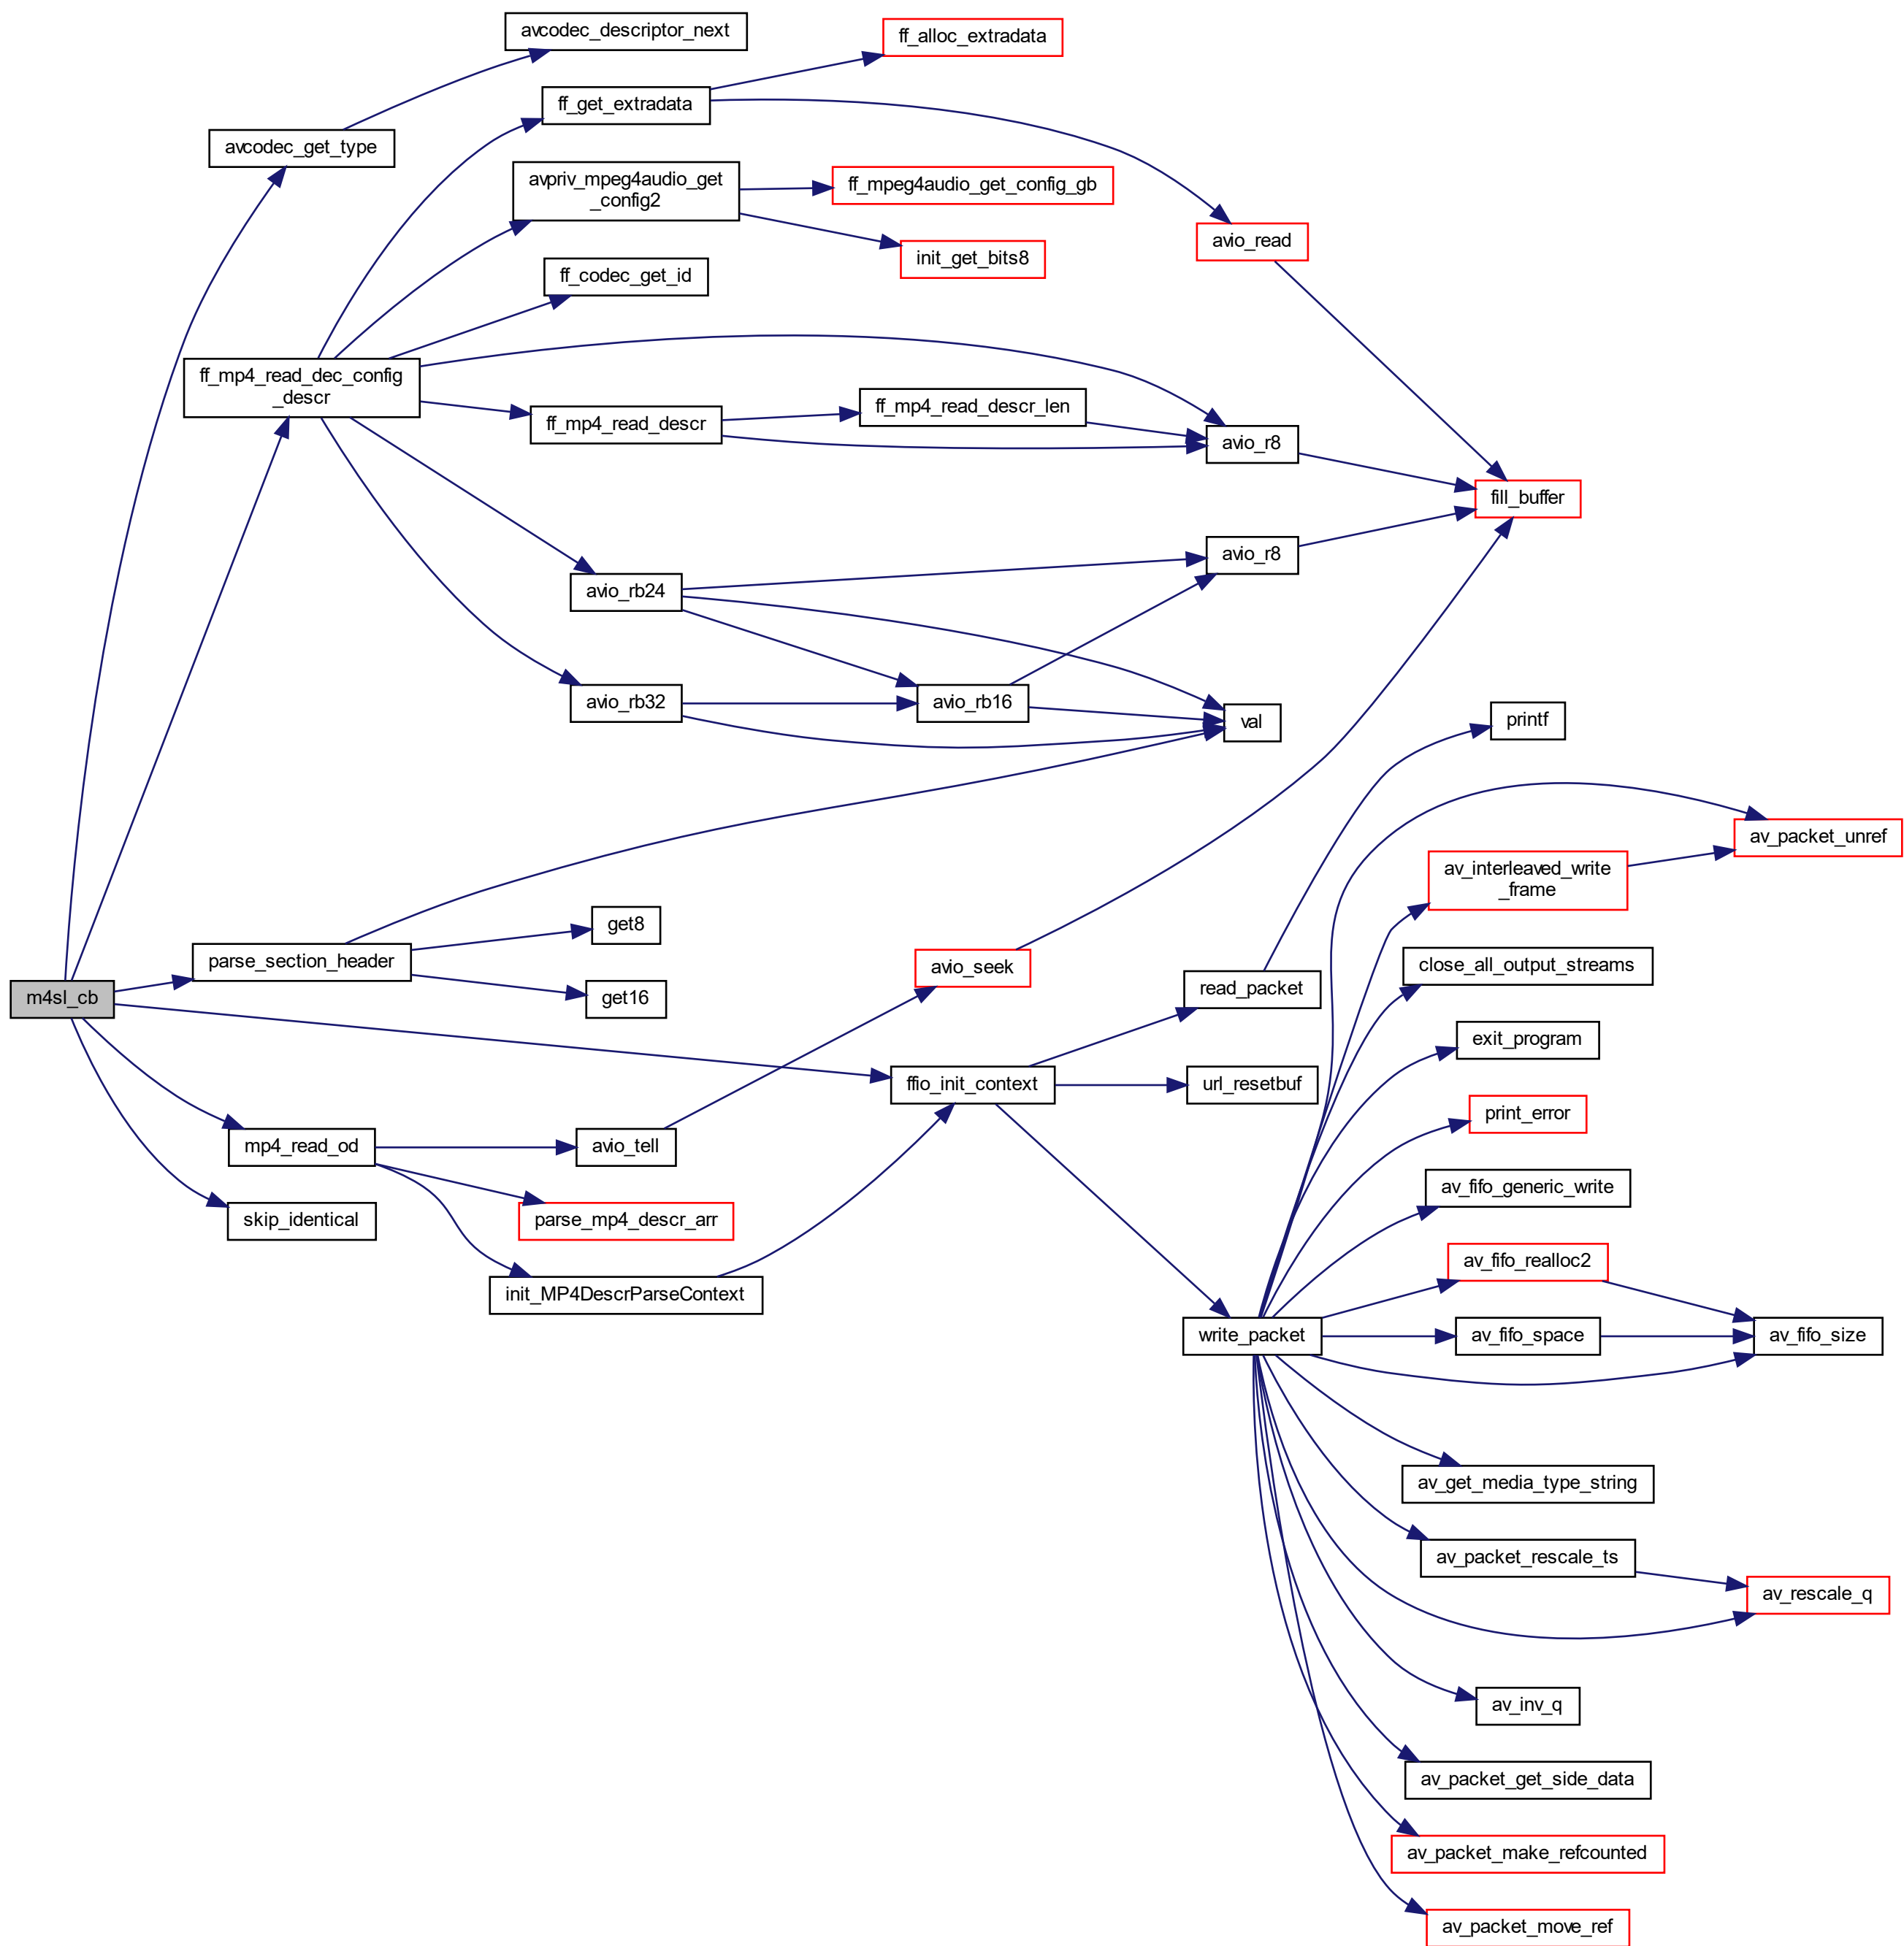 avcodec_descriptor_next
ff_alloc_extradata
ff_get_extradata
avcodec_get_type
avpriv_mpeg4audio_get
_config2
ff_mpeg4audio_get_config_gb
avio_read
init_get_bits8
ff_codec_get_id
ff_mp4_read_dec_config
_descr
ff_mp4_read_descr_len
ff_mp4_read_descr
avio_r8
fill_buffer
avio_r8
avio_rb24
avio_rb32
avio_rb16
val
printf
av_packet_unref
av_interleaved_write
_frame
get8
parse_section_header
close_all_output_streams
avio_seek
m4sl_cb
get16
read_packet
exit_program
ffio_init_context
url_resetbuf
print_error
mp4_read_od
avio_tell
av_fifo_generic_write
skip_identical
parse_mp4_descr_arr
av_fifo_realloc2
init_MP4DescrParseContext
write_packet
av_fifo_space
av_fifo_size
av_get_media_type_string
av_packet_rescale_ts
av_rescale_q
av_inv_q
av_packet_get_side_data
av_packet_make_refcounted
av_packet_move_ref